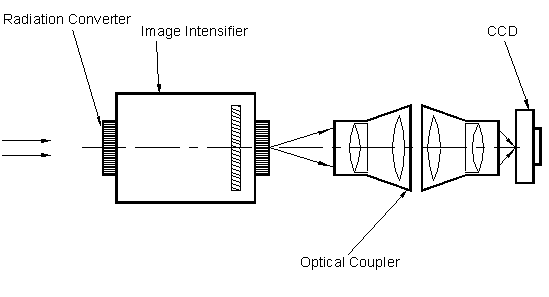 Radiation Converter
Image Intensifier
CCD
Optical Coupler